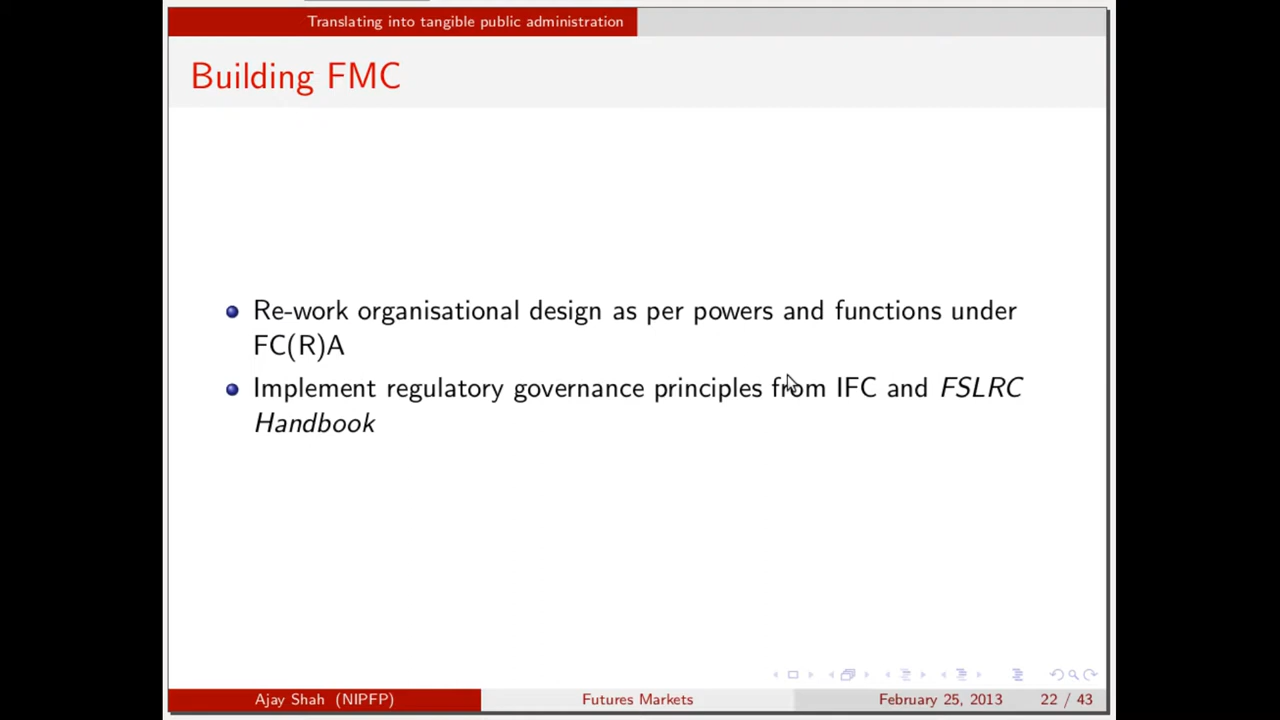 Translating into tangible public administration
Building FMC
Re-work organisational design as per powers and functions under
FC(R)A
Implement regulatory governance principles from IFC and FSLRC
Handbook
Ajay Shah (NIPFP)
Futures Markets
February 25, 2013
22 / 43